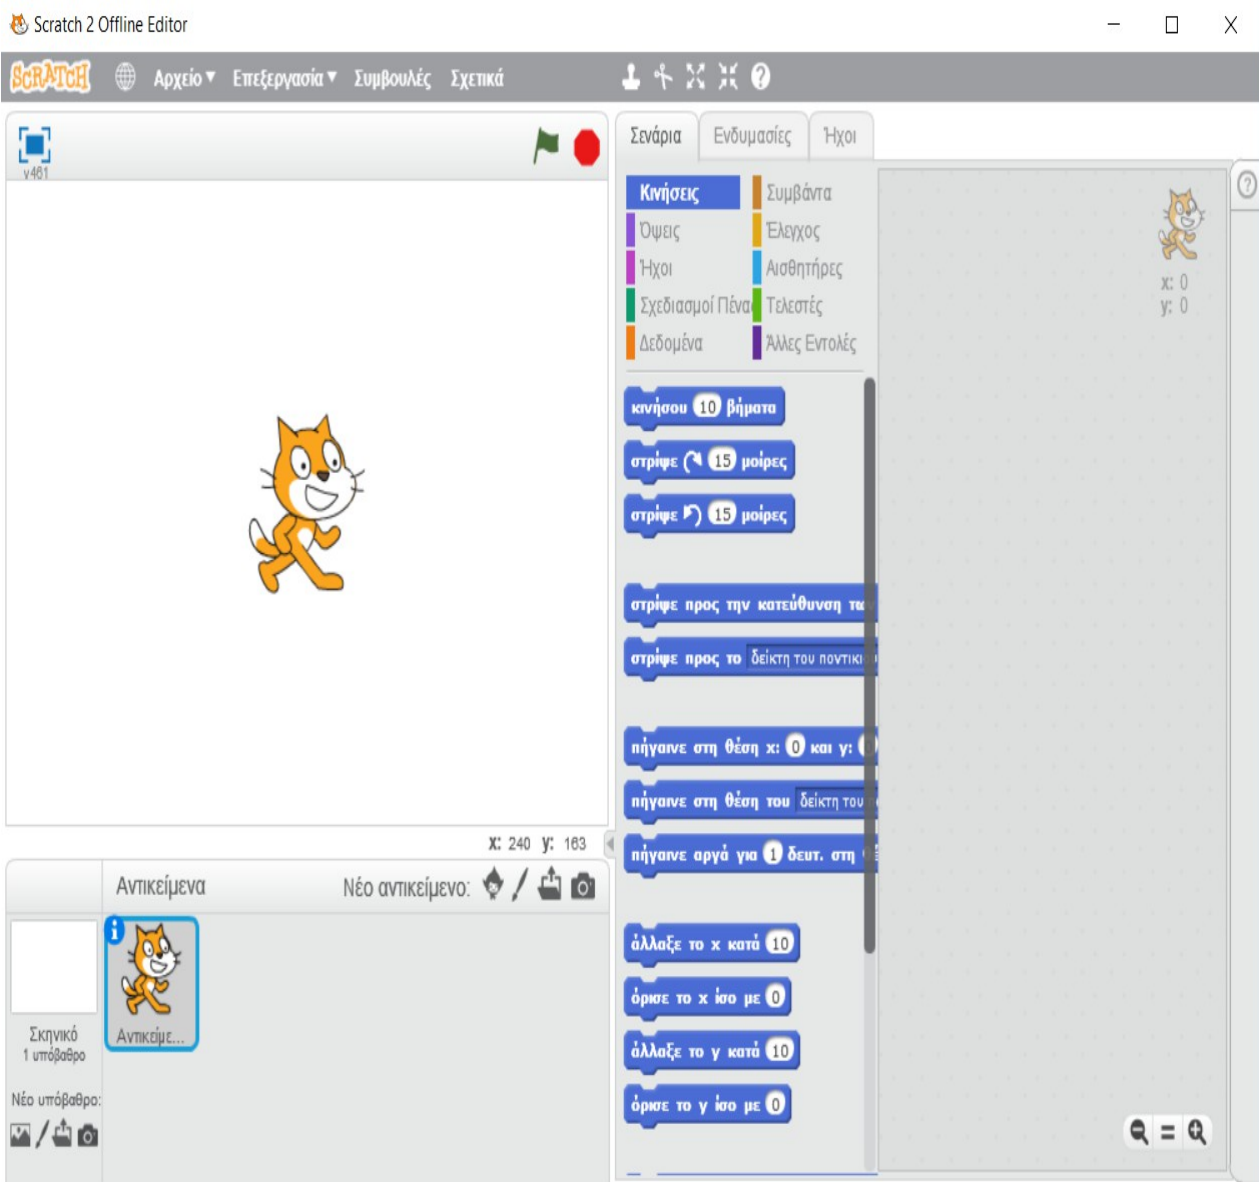 Scratch 2 Offline Editor
SCRATCH Αρχείο Επεξεργασία Συμβουλές Σχετικά
v461
Σενάρια Ενδυμασίες Ήχοι
Κινήσεις Συμβάντα
Όψεις Έλεγχος
Ήχοι Αισθητήρες
Σχεδιασμοί Πένας Τελεστές
Δεδομένα Άλλες Εντολές
x: 0
y: 0
κινήσου 10 βήματα
στρίψε 15 μοίρες
στρίψε 15 μοίρες
στρίψε προς την κατεύθυνση
στρίψε προς το δείκτη του
πήγαινε στη θέση x: 0 και y:
πήγαινε στη θέση του δείκτη του
πήγαινε αργά για 1 δευτ. στη
άλλαξε το x κατά 10
όρισε το x ίσο με 0
άλλαξε το y κατά 10
όρισε το y ίσο με 0
x: 240 y: 163
Αντικείμενα Νέο αντικείμενο:
Σκηνικό
1 υπόβαθρο
Αντικείμε...
Νέο υπόβαθρο: